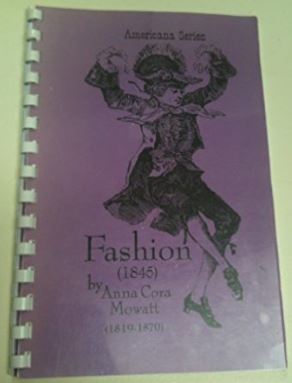 Americana Series
Fashion
(1845)
by
Anna Cora
Mowatt
(1819-1870)